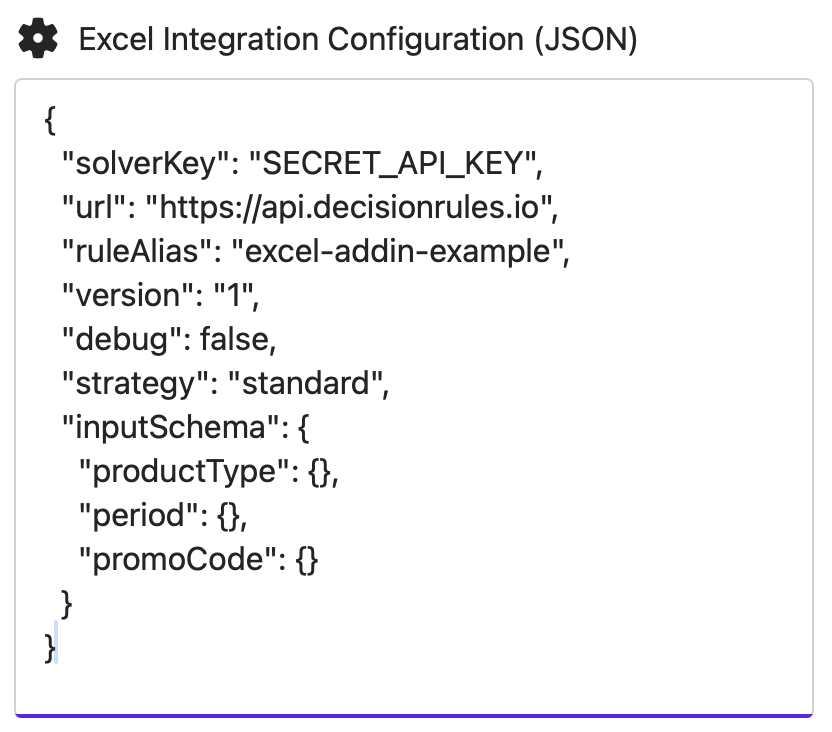 Excel Integration Configuration (JSON)
{
  "solverKey": "SECRET_API_KEY",
  "url": "https://api.decisionrules.io",
  "ruleAlias": "excel-addin-example",
  "version": "1",
  "debug": false,
  "strategy": "standard",
  "inputSchema": {
    "productType": {},
    "period": {},
    "promoCode": {}
  }
}